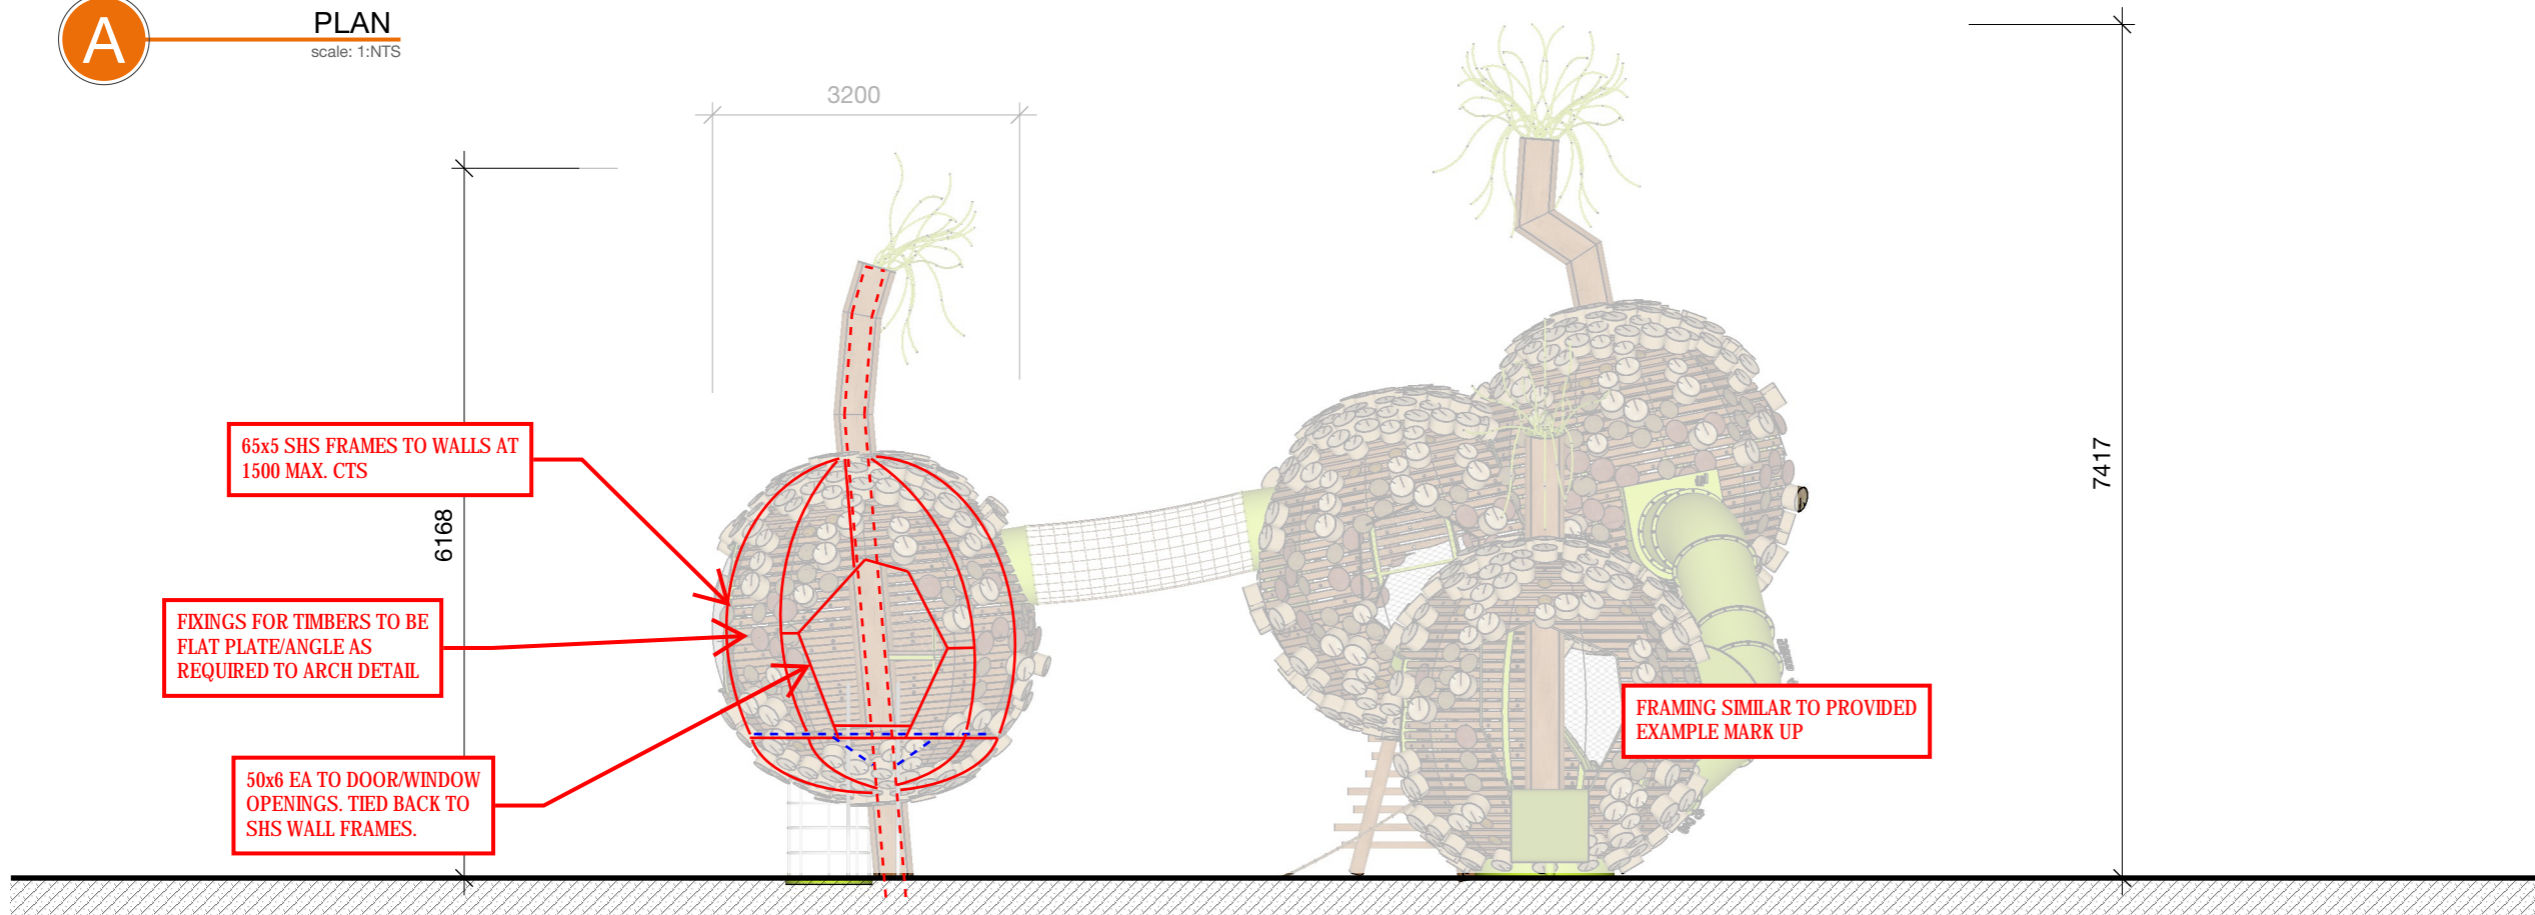 A
PLAN
scale: 1:NTS
3200
65x5 SHS FRAMES TO WALLS AT
1500 MAX. CTS
6168
7417
FIXINGS FOR TIMBERS TO BE
FLAT PLATE/ANGLE AS
REQUIRED TO ARCH DETAIL
FRAMING SIMILAR TO PROVIDED
EXAMPLE MARK UP
50x6 EA TO DOOR/WINDOW
OPENINGS. TIED BACK TO
SHS WALL FRAMES.